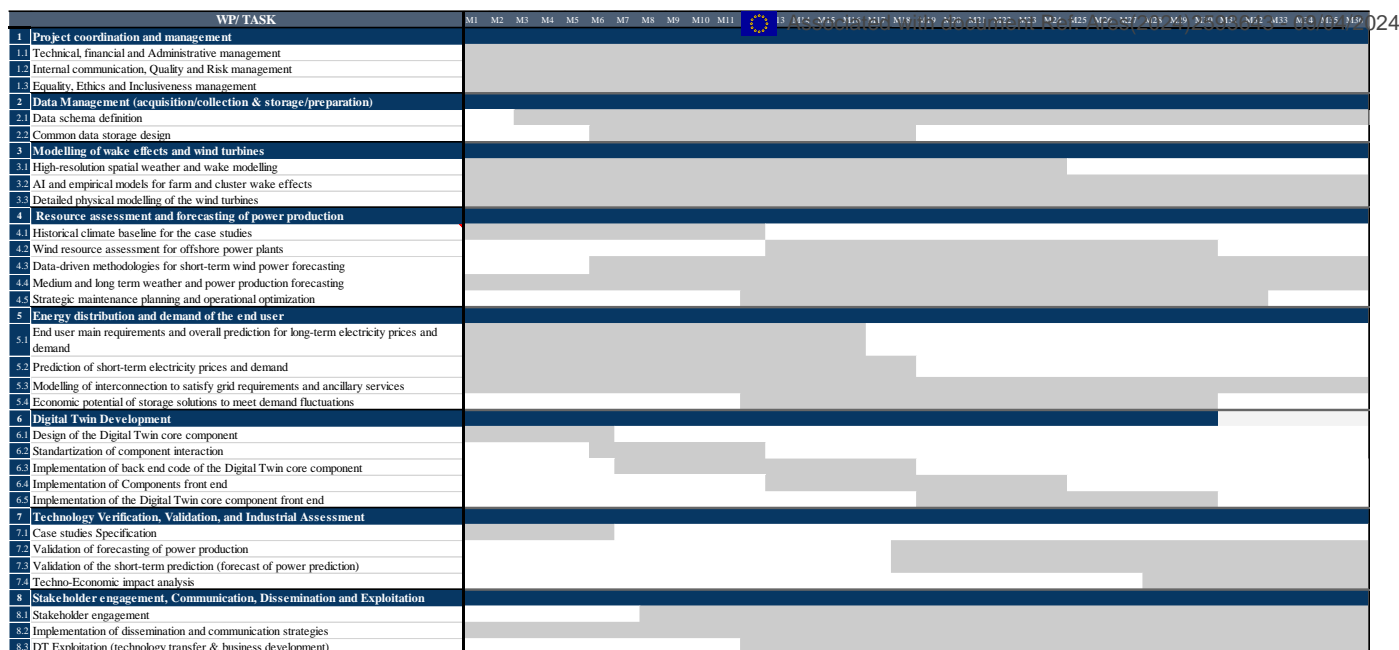 WP/ TASK M1 M2 M3 M4 M5 M6 M7 M8 M9 M10 M11
1 Project coordination and management
1.1 Technical, financial and Administrative management
1.2 Internal communication, Quality and Risk management
1.3 Equality, Ethics and Inclusiveness management
2 Data Management (acquisition/collection & storage/preparation)
2.1 Data schema definition
2.2 Common data storage design
3 Modelling of wake effects and wind turbines
3.1 High-resolution spatial weather and wake modelling
3.2 AI and empirical models for farm and cluster wake effects
3.3 Detailed physical modelling of the wind turbines
4 Resource assessment and forecasting of power production
4.1 Historical climate baseline for the case studies
4.2 Wind resource assessment for offshore power plants
4.3 Data-driven methodologies for short-term wind power forecasting
4.4 Medium and long term weather and power production forecasting
4.5 Strategic maintenance planning and operational optimization
5 Energy distribution and demand of the end user
5.1 End user main requirements and overall prediction for long-term electricity prices and
demand
5.2 Prediction of short-term electricity prices and demand
5.3 Modelling of interconnection to satisfy grid requirements and ancillary services
5.4 Economic potential of storage solutions to meet demand fluctuations
6 Digital Twin Development
6.1 Design of the Digital Twin core component
6.2 Standartization of component interaction
6.3 Implementation of back end code of the Digital Twin core component
6.4 Implementation of Components front end
6.5 Implementation of the Digital Twin core component front end
7 Technology Verification, Validation, and Industrial Assessment
7.1 Case studies Specification
7.2 Validation of forecasting of power production
7.3 Validation of the short-term prediction (forecast of power prediction)
7.4 Techno-Economic impact analysis
8 Stakeholder engagement, Communication, Dissemination and Exploitation
8.1 Stakeholder engagement
8.2 Implementation of dissemination and communication strategies
8.3 DT Exploitation (technology transfer & business development)